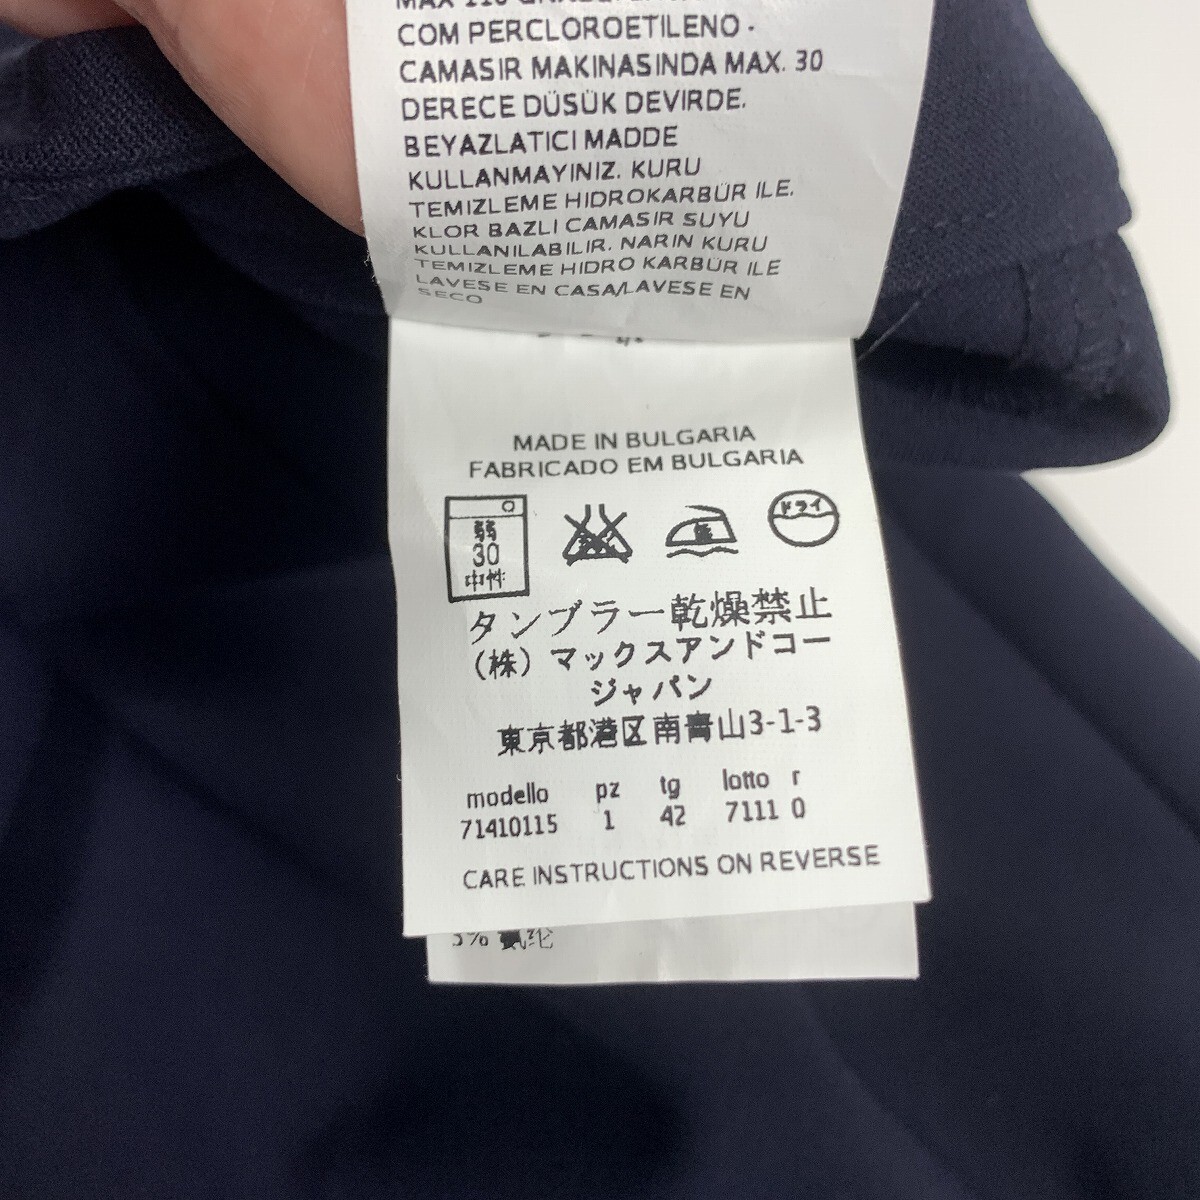 COM PERCLOROETILENO -
CAMASIR MAKINASINDA MAX. 30
DERECE DÜSÜK DEVIRDE.
BEYAZLATICI MADDE
KULLANMAYINIZ. KURU
TEMIZLEME HIDROKARBÜR ILE.
KLOR BAZLI CAMASIR SUYU
KULLANILABILIR. NARIN KURU
TEMIZLEME HIDRO KARBÜR ILE
LAVESE EN CASA/LAVESE EN
SECO
MADE IN BULGARIA
FABRICADO EM BULGARIA
弱
30
中性
低
ドライ
タンブラー乾燥禁止
(株) マックスアンドコー
ジャパン
東京都港区南青山3-1-3
modello pz tg lotto r
71410115 1 42 7111 0
CARE INSTRUCTIONS ON REVERSE